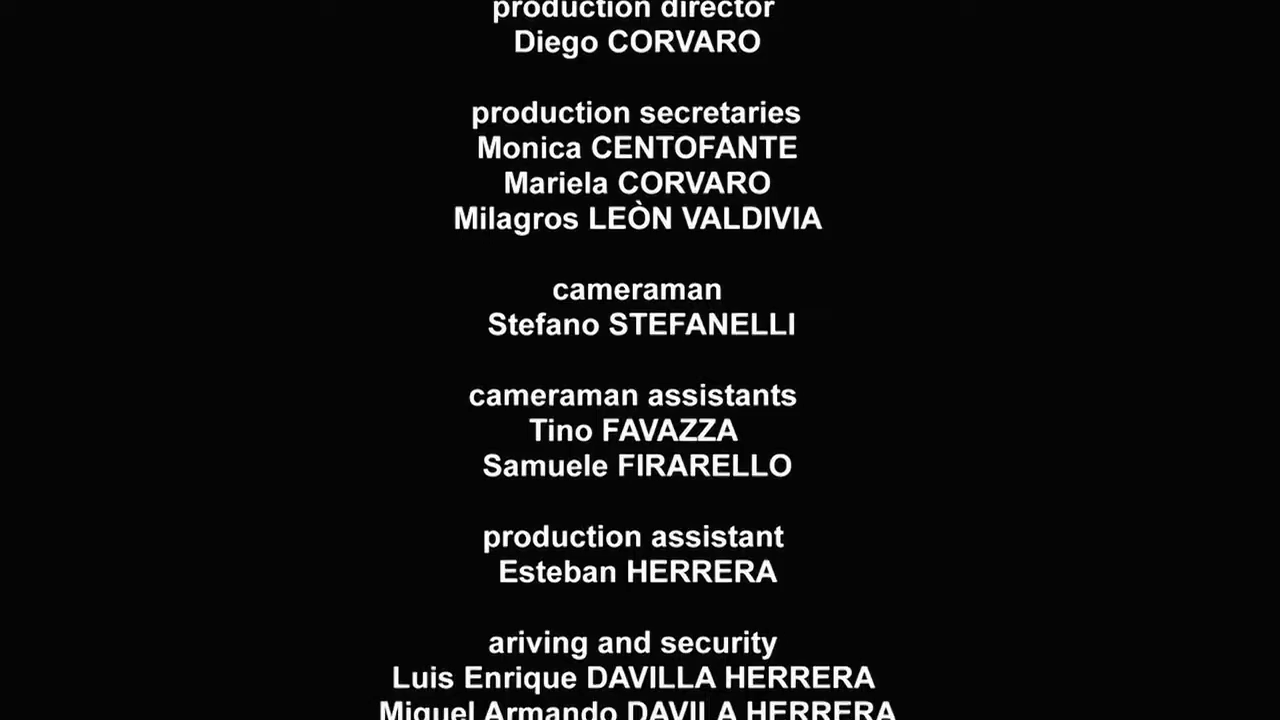 production director
Diego CORVARO
production secretaries
Monica CENTOFANTE
Mariela CORVARO
Milagros LEÒN VALDIVIA
cameraman
Stefano STEFANELLI
cameraman assistants
Tino FAVAZZA
Samuele FIRARELLO
production assistant
Esteban HERRERA
ariving and security
Luis Enrique DAVILLA HERRERA
Miguel Armando DAVILA HERRERA